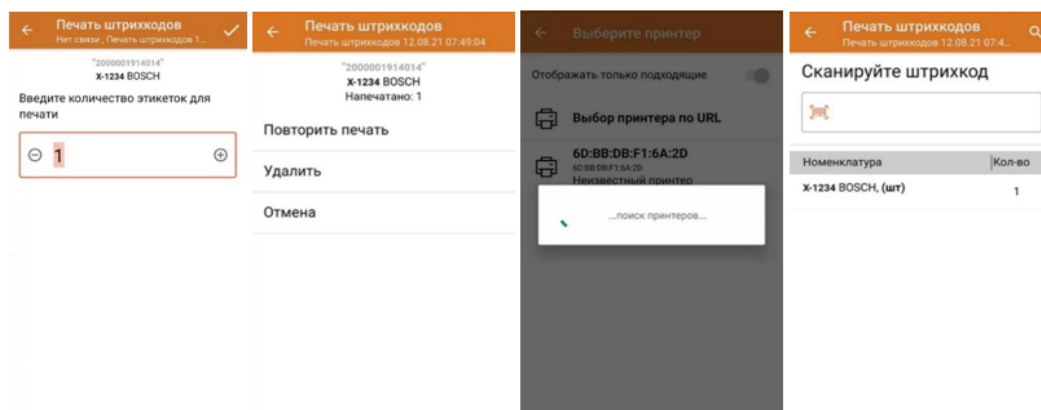 Печать штрихкодов
Нет связи , Печать штрихкодов 1...
"2000001914014"
X-1234 BOSCH
Введите количество этикеток для
печати
1
Печать штрихкодов
Печать штрихкодов 12.08.21 07:49:04
"2000001914014"
X-1234 BOSCH
Напечатано: 1
Повторить печать
Удалить
Отмена
Выберите принтер
Отображать только подходящие
Выбор принтера по URL
6D:BB:DB:F1:6A:2D
6D:BB:DB:F1:6A:2D
Неизвестный принтер
...поиск принтеров...
Печать штрихкодов
Печать штрихкодов 12.08.21 07:4...
Сканируйте штрихкод
Номенклатура Кол-во
X-1234 BOSCH, (шт) 1